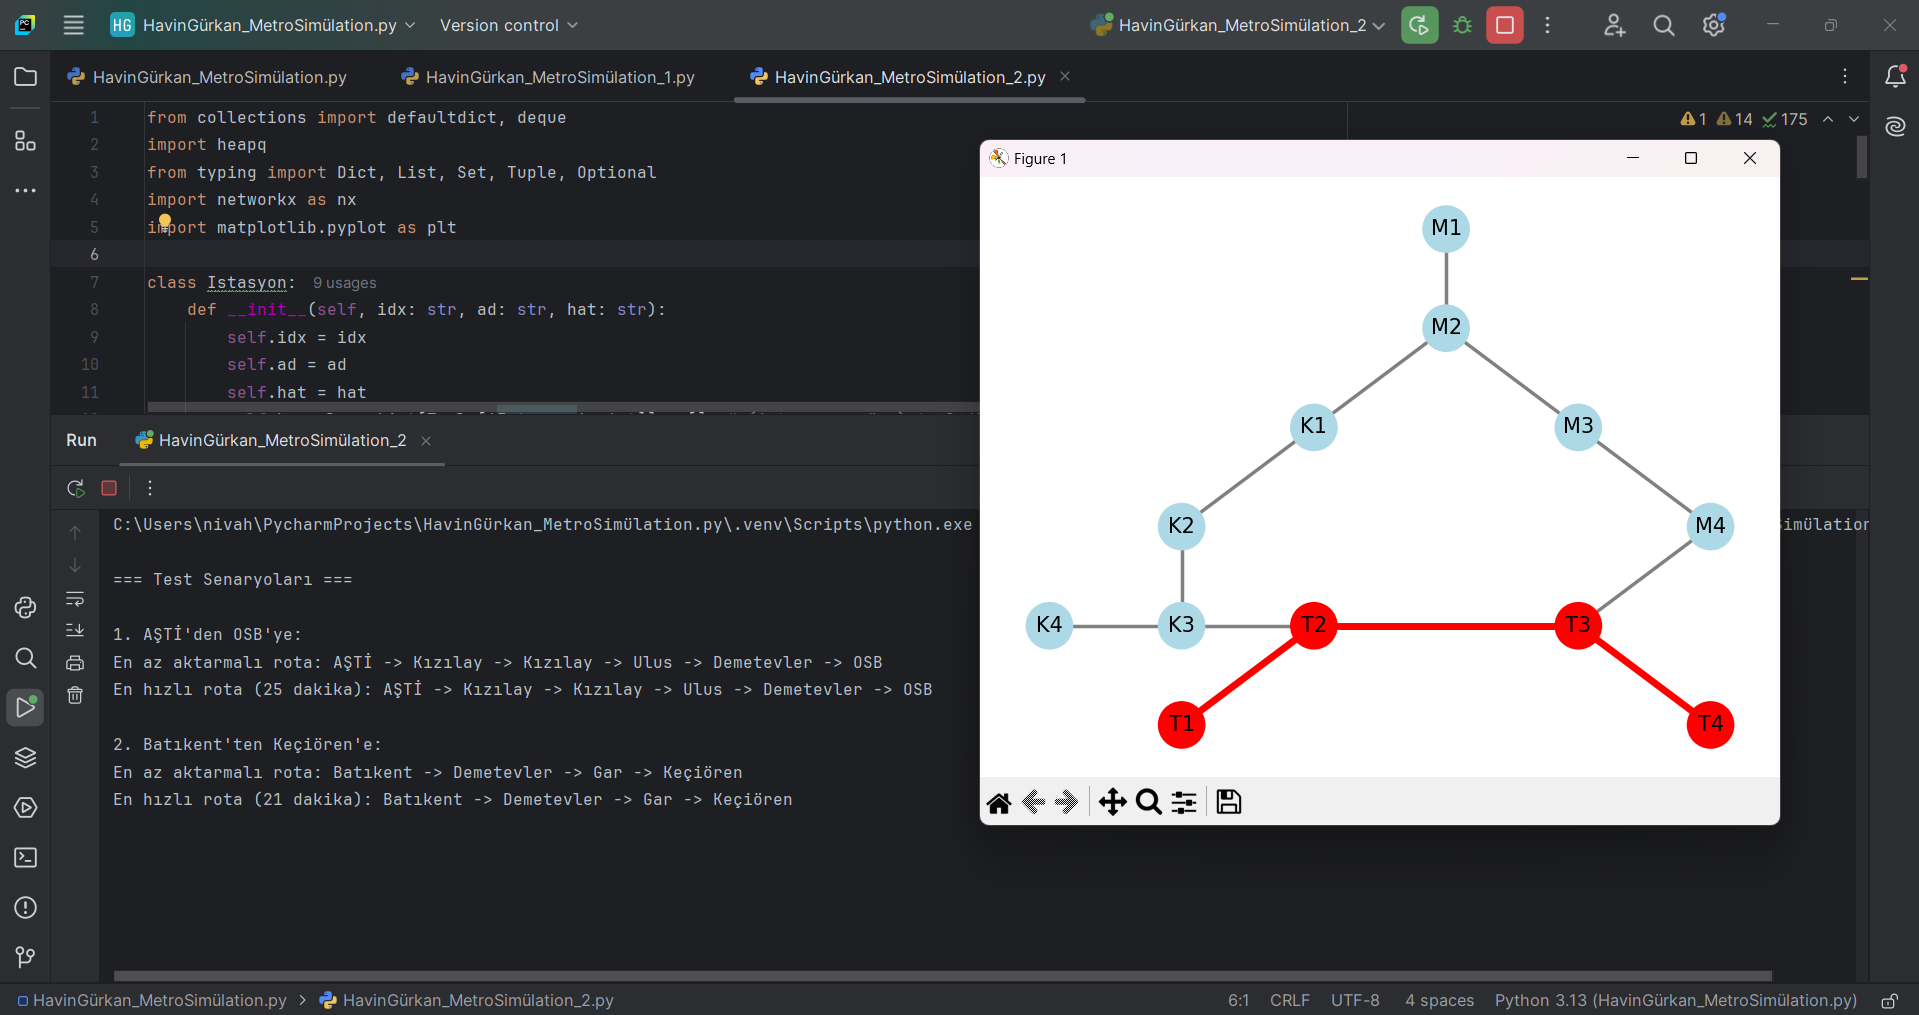 HG HavinGürkan_MetroSimülation.py Version control HavinGürkan_MetroSimülation_2
HavinGürkan_MetroSimülation.py HavinGürkan_MetroSimülation_1.py HavinGürkan_MetroSimülation_2.py
1 from collections import defaultdict, deque
1 14 175
2 import heapq
3 from typing import Dict, List, Set, Tuple, Optional
4 import networkx as nx
5 import matplotlib.pyplot as plt
6
7 class Istasyon: 9 usages
8 def __init__(self, idx: str, ad: str, hat: str):
9 self.idx = idx
10 self.ad = ad
11 self.hat = hat
Figure 1
M1
M2
K1 M3
K2 M4
K4 K3 T2 T3
T1 T4
Run HavinGürkan_MetroSimülation_2
C:\Users\nivah\PycharmProjects\HavinGürkan_MetroSimülation.py\.venv\Scripts\python.exe
=== Test Senaryoları ===
1. AŞTİ'den OSB'ye:
En az aktarmalı rota: AŞTİ -> Kızılay -> Kızılay -> Ulus -> Demetevler -> OSB
En hızlı rota (25 dakika): AŞTİ -> Kızılay -> Kızılay -> Ulus -> Demetevler -> OSB
2. Batıkent'ten Keçiören'e:
En az aktarmalı rota: Batıkent -> Demetevler -> Gar -> Keçiören
En hızlı rota (21 dakika): Batıkent -> Demetevler -> Gar -> Keçiören
HavinGürkan_MetroSimülation.py > HavinGürkan_MetroSimülation_2.py 6:1 CRLF UTF-8 4 spaces Python 3.13 (HavinGürkan_MetroSimülation.py)